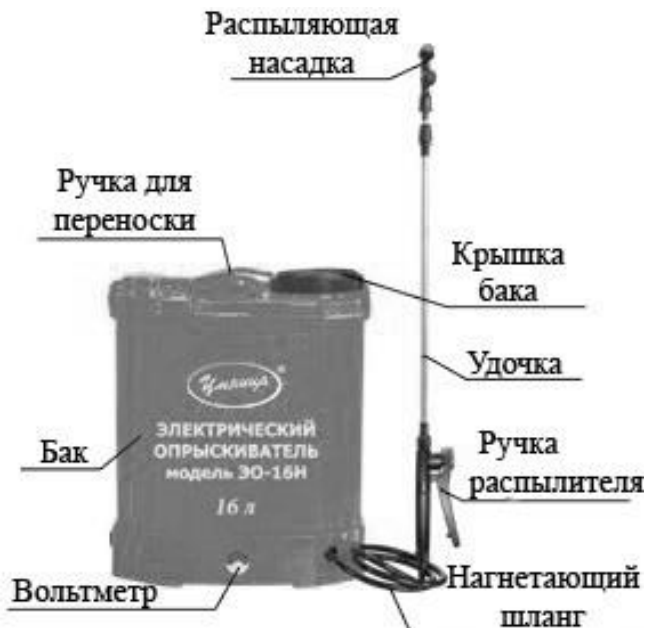 Распыляющая
насадка
Ручка для
переноски
Крышка
бака
Умница®
Удочка
ЭЛЕКТРИЧЕСКИЙ
ОПРЫСКИВАТЕЛЬ
модель ЭО-16Н
Бак
Ручка
распылителя
16 л
Вольтметр
Нагнетающий
шланг